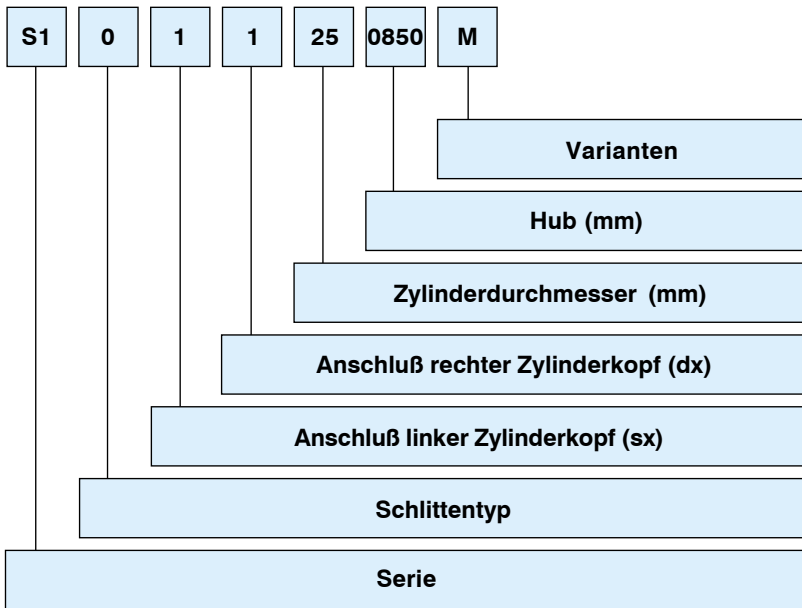 S1 0 1 1 25 0850 M
Varianten
Hub (mm)
Zylinderdurchmesser (mm)
Anschluß rechter Zylinderkopf (dx)
Anschluß linker Zylinderkopf (sx)
Schlittentyp
Serie